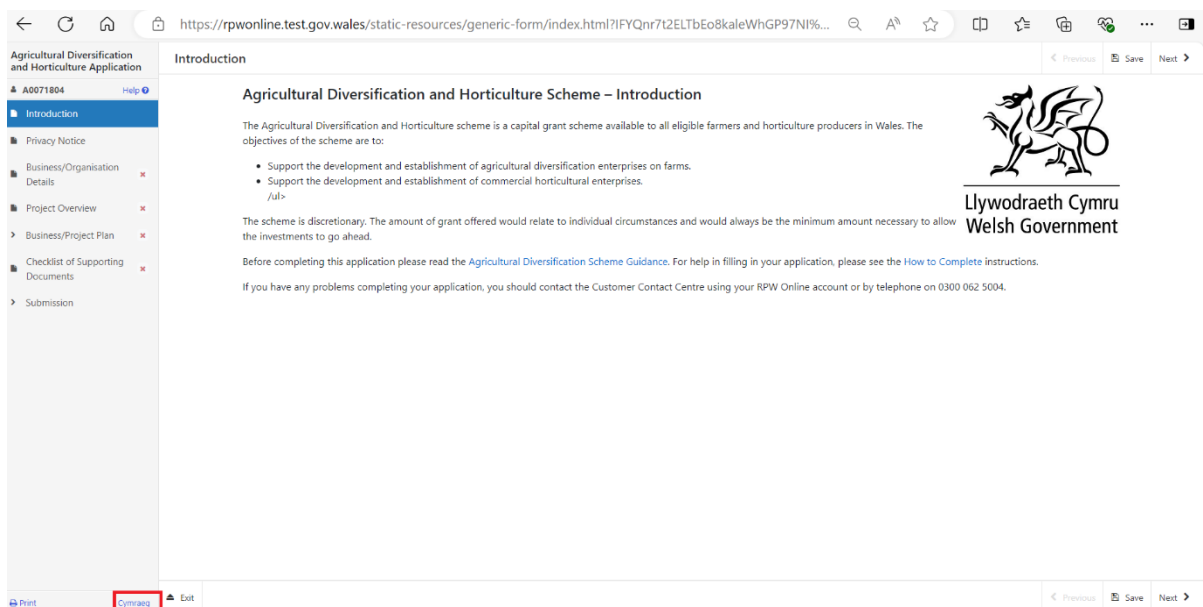 https://rpwonline.test.gov.wales/static-resources/generic-form/index.html?IFYQnr7t2ELTbEo8kaleWhGP97NI%...
Agricultural Diversification
and Horticulture Application
Introduction
Previous Save Next
A0071804 Help
Introduction
Privacy Notice
Business/Organisation
Details
Project Overview
Business/Project Plan
Checklist of Supporting
Documents
Submission
Agricultural Diversification and Horticulture Scheme – Introduction
The Agricultural Diversification and Horticulture scheme is a capital grant scheme available to all eligible farmers and horticulture producers in Wales. The
objectives of the scheme are to:
• Support the development and establishment of agricultural diversification enterprises on farms.
• Support the development and establishment of commercial horticultural enterprises.
/ul>
The scheme is discretionary. The amount of grant offered would relate to individual circumstances and would always be the minimum amount necessary to allow
the investments to go ahead.
Before completing this application please read the Agricultural Diversification Scheme Guidance. For help in filling in your application, please see the How to Complete instructions.
If you have any problems completing your application, you should contact the Customer Contact Centre using your RPW Online account or by telephone on 0300 062 5004.
Llywodraeth Cymru
Welsh Government
Print Cymraeg
Exit
Previous Save Next